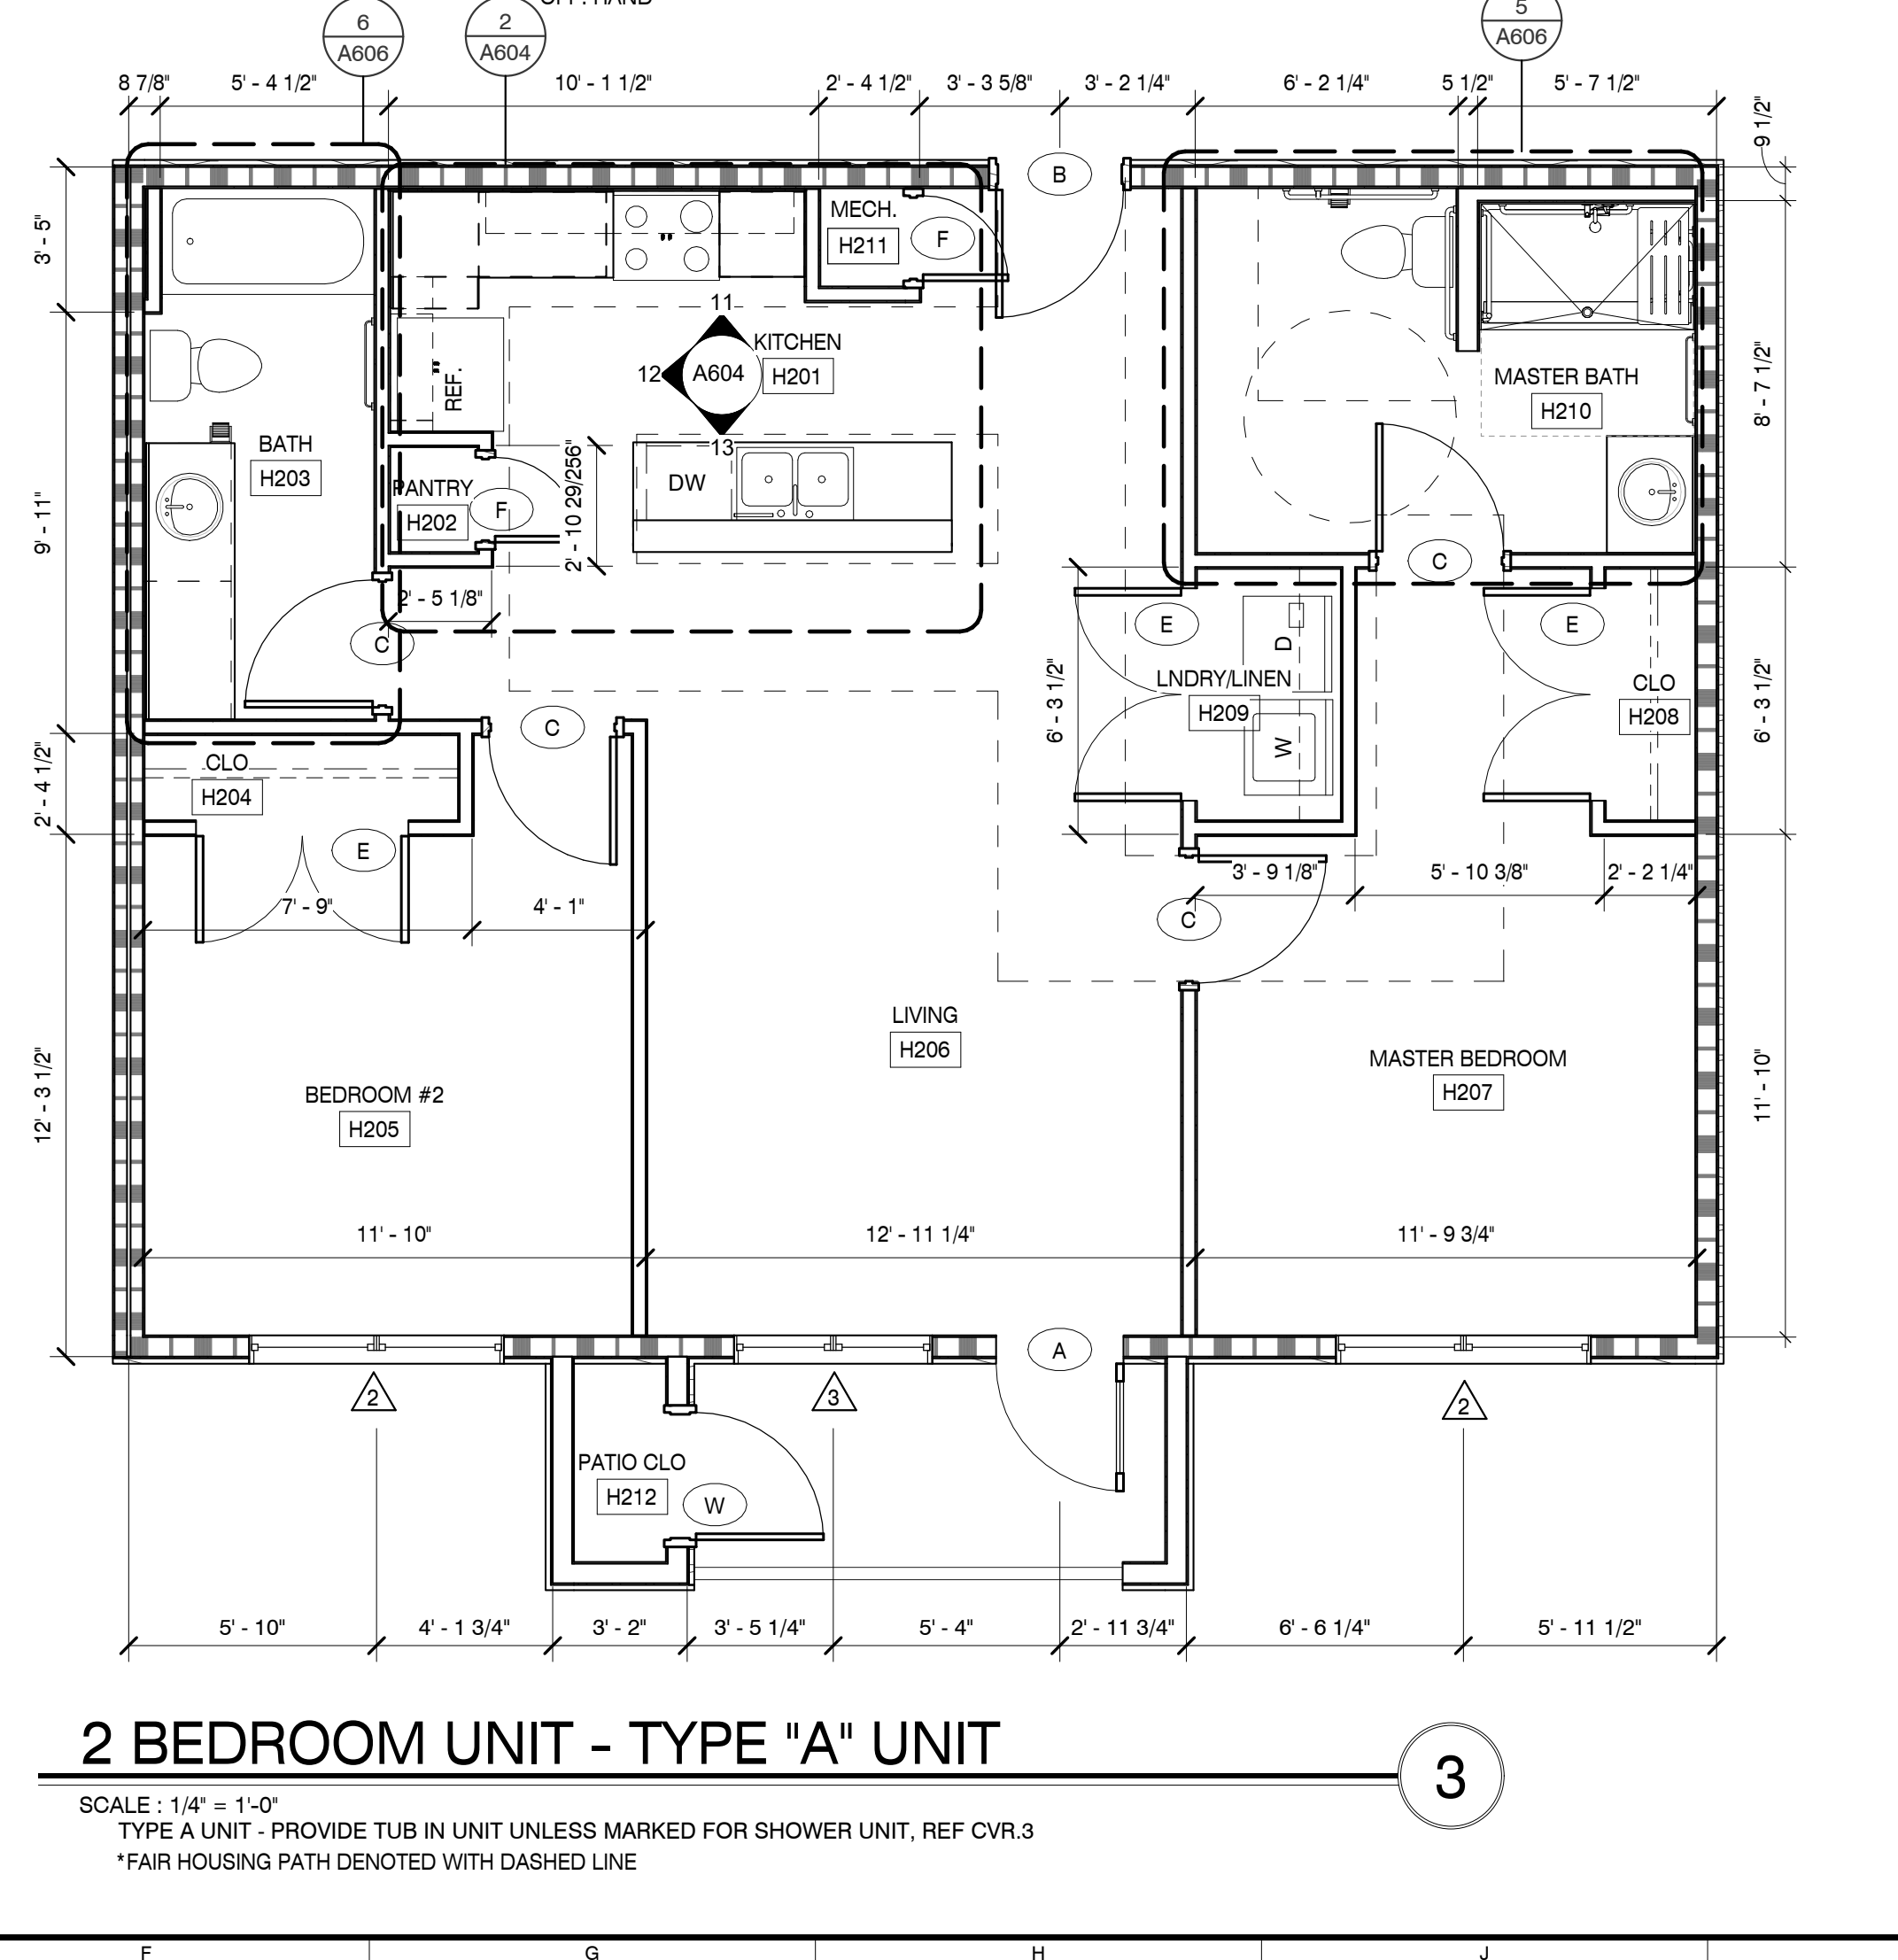 OPP. HAND
6
A606
2
A604
5
A606
8 7/8"
5' - 4 1/2"
10' - 1 1/2"
2' - 4 1/2"
3' - 3 5/8"
3' - 2 1/4"
6' - 2 1/4"
5 1/2"
5' - 7 1/2"
9 1/2"
B
3' - 5"
MECH.
H211
F
11
KITCHEN
12
A604
H201
13
REF.
8' - 7 1/2"
MASTER BATH
H210
BATH
H203
PANTRY
H202
F
2' - 10 29/256"
DW
9' - 11"
C
2' - 5 1/8"
C
E
D
LNDRY/LINEN
H209
W
6' - 3 1/2"
E
CLO
H208
6' - 3 1/2"
C
CLO
H204
2' - 4 1/2"
E
3' - 9 1/8"
5' - 10 3/8"
2' - 2 1/4"
7' - 9"
4' - 1"
C
LIVING
H206
MASTER BEDROOM
H207
BEDROOM #2
H205
12' - 3 1/2"
11' - 10"
11' - 10"
12' - 11 1/4"
11' - 9 3/4"
A
2
3
2
PATIO CLO
H212
W
5' - 10"
4' - 1 3/4"
3' - 2"
3' - 5 1/4"
5' - 4"
2' - 11 3/4"
6' - 6 1/4"
5' - 11 1/2"
2 BEDROOM UNIT - TYPE "A" UNIT
3
SCALE : 1/4" = 1'-0"
TYPE A UNIT - PROVIDE TUB IN UNIT UNLESS MARKED FOR SHOWER UNIT, REF CVR.3
*FAIR HOUSING PATH DENOTED WITH DASHED LINE
F
G
H
J